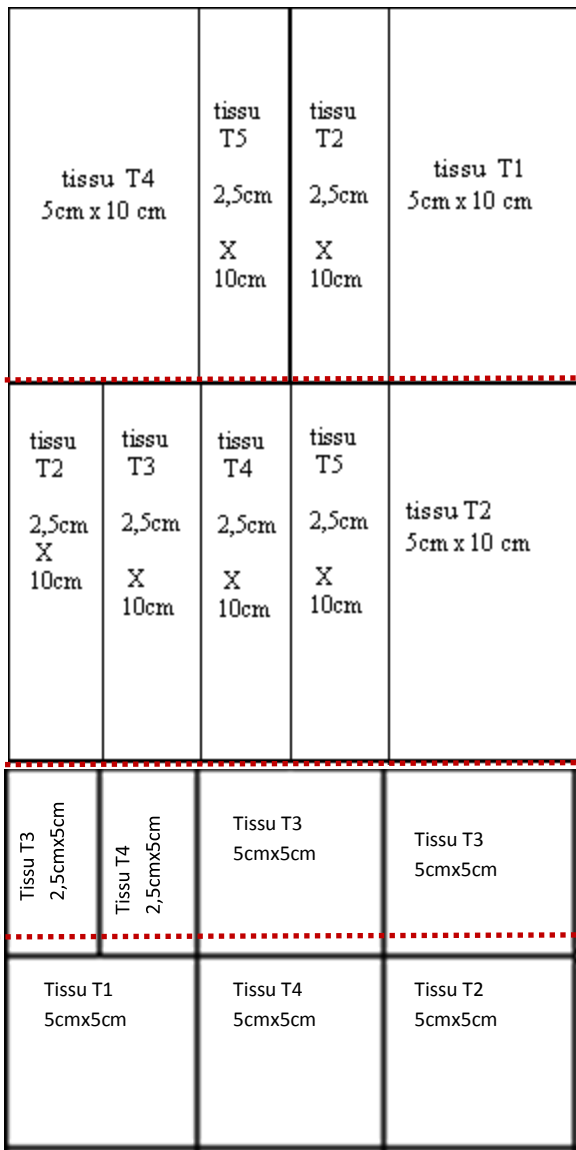 tissu T4
5cm x 10 cm
tissu
T5
2,5cm
X
10cm
tissu
T2
2,5cm
X
10cm
tissu T1
5cm x 10 cm
tissu
T2
2,5cm
X
10cm
tissu
T3
2,5cm
X
10cm
tissu
T4
2,5cm
X
10cm
tissu
T5
2,5cm
X
10cm
tissu T2
5cm x 10 cm
Tissu T3
2,5cmx5cm
Tissu T4
2,5cmx5cm
Tissu T3
5cmx5cm
Tissu T3
5cmx5cm
Tissu T1
5cmx5cm
Tissu T4
5cmx5cm
Tissu T2
5cmx5cm